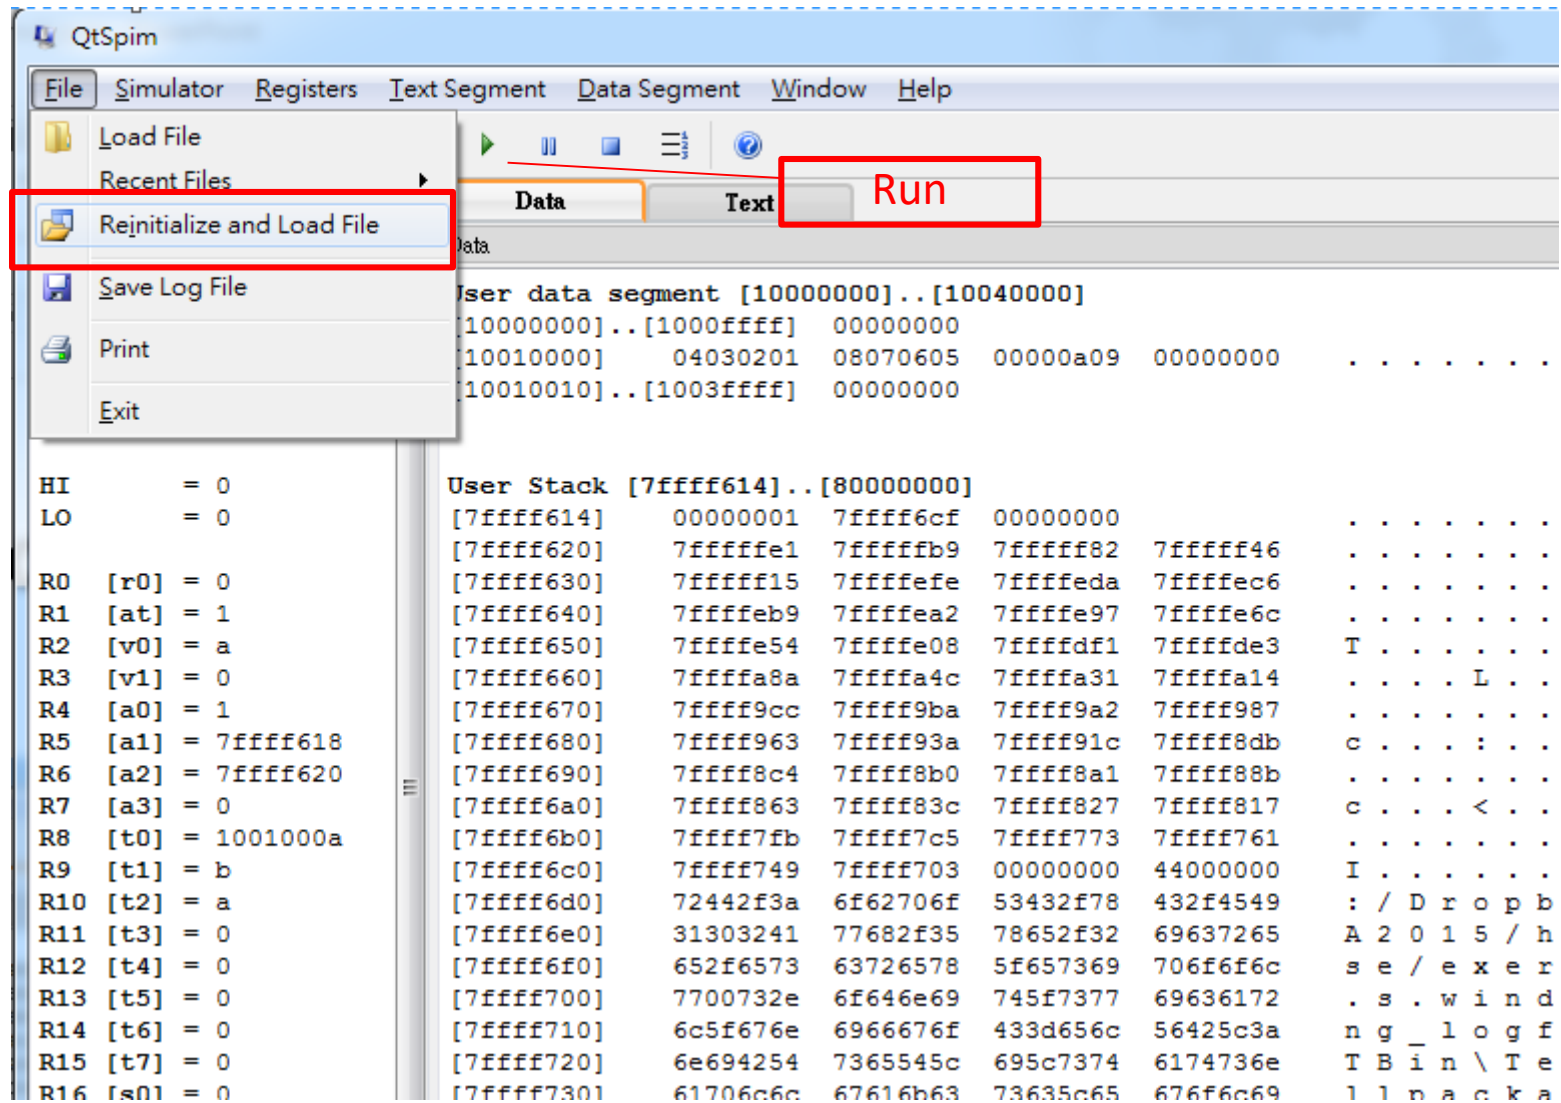 QtSpim
File Simulator Registers Text Segment Data Segment Window Help
Load File
Recent Files
Reinitialize and Load File
Save Log File
Print
Exit
Run
Data Text
Data
User data segment [10000000]..[10040000]
[10000000]..[1000ffff] 00000000
[10010000] 04030201 08070605 00000a09 00000000 . . . . . . .
[10010010]..[1003ffff] 00000000
HI = 0
LO = 0
R0 [r0] = 0
R1 [at] = 1
R2 [v0] = a
R3 [v1] = 0
R4 [a0] = 1
R5 [a1] = 7ffff618
R6 [a2] = 7ffff620
R7 [a3] = 0
R8 [t0] = 1001000a
R9 [t1] = b
R10 [t2] = a
R11 [t3] = 0
R12 [t4] = 0
R13 [t5] = 0
R14 [t6] = 0
R15 [t7] = 0
R16 [s0] = 0
User Stack [7ffff614]..[80000000]
[7ffff614] 00000001 7ffff6cf 00000000 . . . . . . .
[7ffff620] 7fffffe1 7fffffb9 7fffff82 7fffff46 . . . . . . .
[7ffff630] 7fffff15 7ffffefe 7ffffeda 7ffffec6 . . . . . . .
[7ffff640] 7ffffeb9 7ffffea2 7ffffe97 7ffffe6c . . . . . . .
[7ffff650] 7ffffe54 7ffffe08 7ffffdf1 7ffffde3 T . . . . . .
[7ffff660] 7ffffa8a 7ffffa4c 7ffffa31 7ffffa14 . . . . L . .
[7ffff670] 7ffff9cc 7ffff9ba 7ffff9a2 7ffff987 . . . . . . .
[7ffff680] 7ffff963 7ffff93a 7ffff91c 7ffff8db c . . . : . .
[7ffff690] 7ffff8c4 7ffff8b0 7ffff8a1 7ffff88b . . . . . . .
[7ffff6a0] 7ffff863 7ffff83c 7ffff827 7ffff817 c . . . < . .
[7ffff6b0] 7ffff7fb 7ffff7c5 7ffff773 7ffff761 . . . . . . .
[7ffff6c0] 7ffff749 7ffff703 00000000 44000000 I . . . . . .
[7ffff6d0] 72442f3a 6f62706f 53432f78 432f4549 : / D r o p b
[7ffff6e0] 31303241 77682f35 78652f32 69637265 A 2 0 1 5 / h
[7ffff6f0] 652f6573 63726578 5f657369 706f6f6c s e / e x e r
[7ffff700] 7700732e 6f646e69 745f7377 69636172 . s . w i n d
[7ffff710] 6c5f676e 6966676f 433d656c 56425c3a n g _ l o g f
[7ffff720] 6e694254 7365545c 695c7374 6174736e T B i n \ T e
[7ffff730] 61706c6c 67616b63 73635c65 676f6c69 l l p a c k a